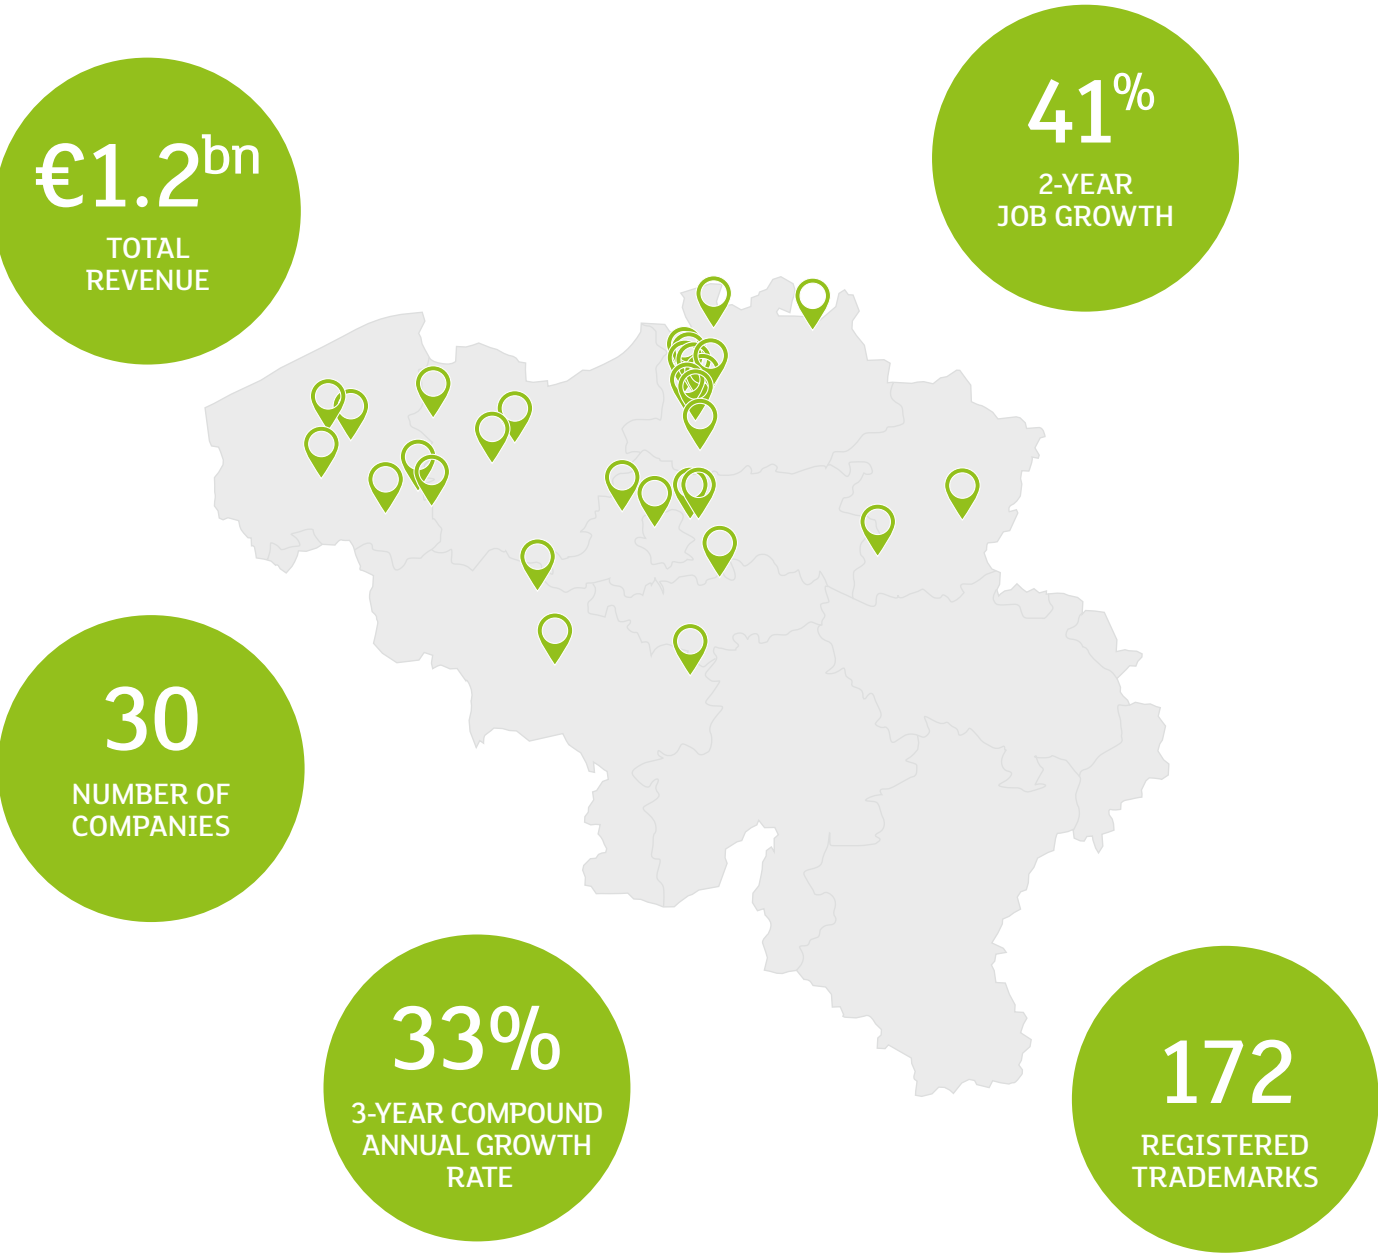 €1.2bn
TOTAL
REVENUE
41%
2-YEAR
JOB GROWTH
30
NUMBER OF
COMPANIES
33%
3-YEAR COMPOUND
ANNUAL GROWTH
RATE
172
REGISTERED
TRADEMARKS